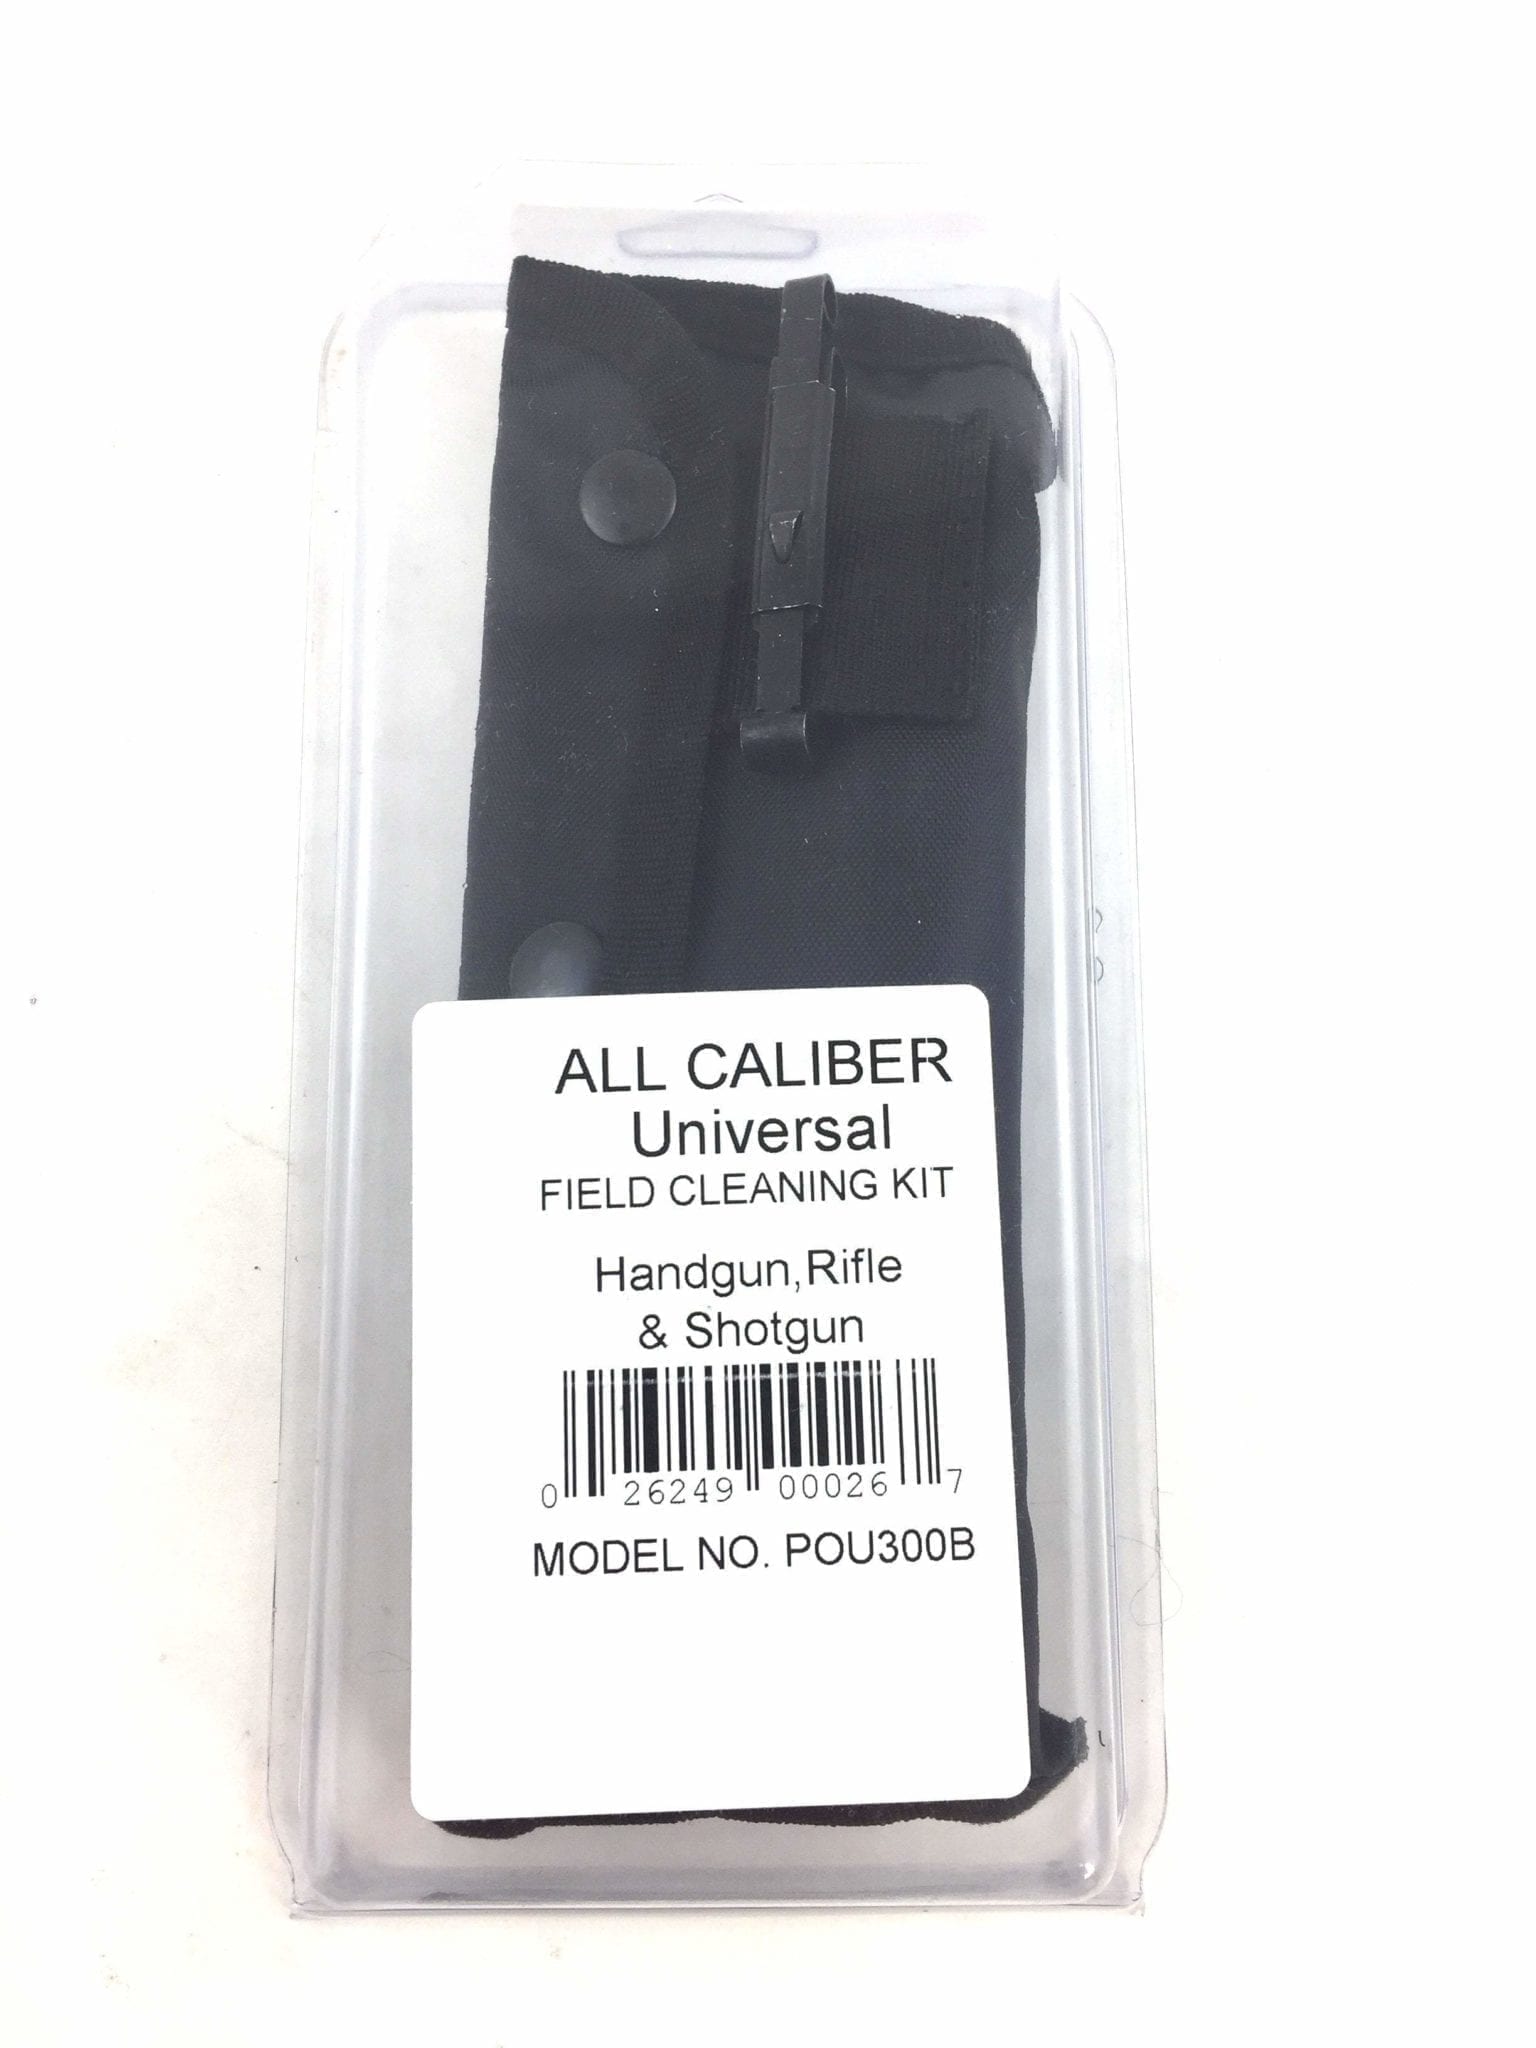 ALL CALIBER
Universal
FIELD CLEANING KIT
Handgun, Rifle
& Shotgun
0 26249 00026 7
MODEL NO. POU300B